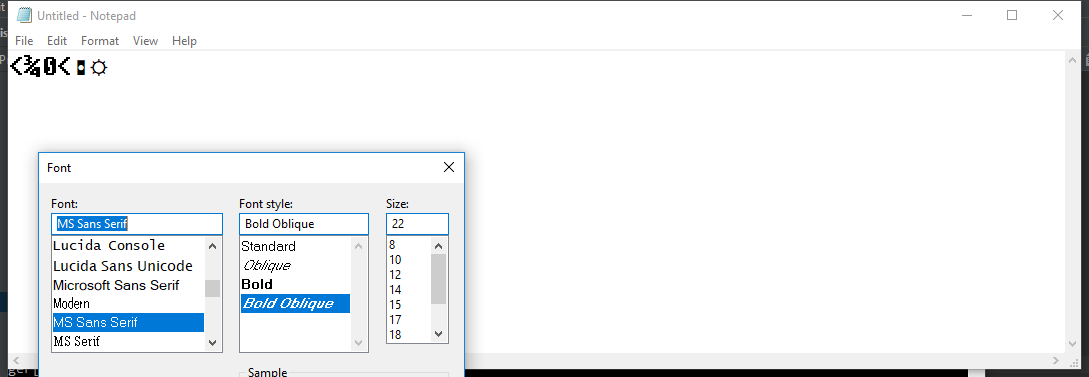 Untitled - Notepad
File Edit Format View Help
<¾0<◘☼
Font
Font: Font style: Size:
MS Sans Serif Bold Oblique 22
Lucida Console Standard 8
Lucida Sans Unicode Oblique 10
Microsoft Sans Serif Bold 12
Modern Bold Oblique 14
MS Sans Serif 15
MS Serif 17
18
Sample